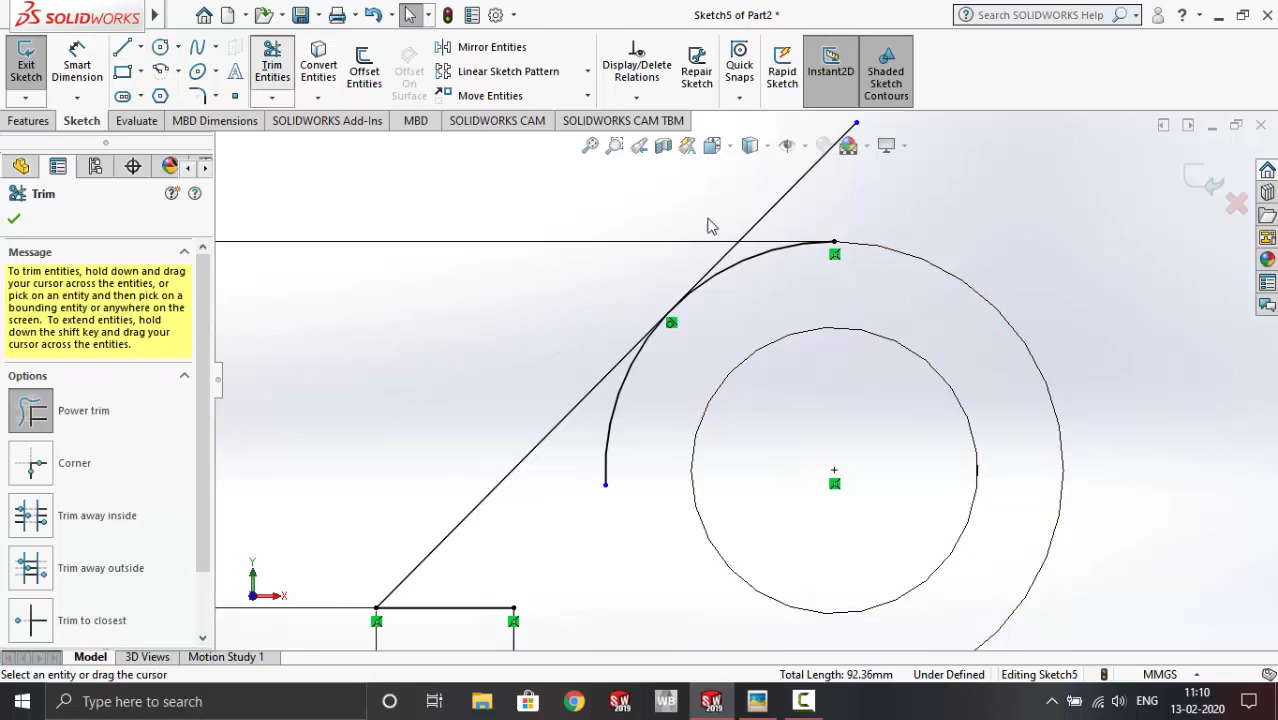 SOLIDWORKS
Sketch5 of Part2 *
Search SOLIDWORKS Help
Exit Sketch
Smart Dimension
Trim Entities
Convert Entities
Offset Entities
Offset On Surface
Mirror Entities
Linear Sketch Pattern
Move Entities
Display/Delete Relations
Repair Sketch
Quick Snaps
Rapid Sketch
Instant2D
Shaded Sketch Contours
Features
Sketch
Evaluate
MBD Dimensions
SOLIDWORKS Add-Ins
MBD
SOLIDWORKS CAM
SOLIDWORKS CAM TBM
Trim
Message
To trim entities, hold down and drag
your cursor across the entities, or
pick on an entity and then pick on a
bounding entity or anywhere on the
screen. To extend entities, hold
down the shift key and drag your
cursor across the entities.
Options
Power trim
Corner
Trim away inside
Trim away outside
Trim to closest
Y
X
Model
3D Views
Motion Study 1
Select an entity or drag the cursor
Total Length: 92.36mm
Under Defined
Editing Sketch5
MMGS
Type here to search
SW
2019
WB
SW
2019
ENG
11:10
13-02-2020